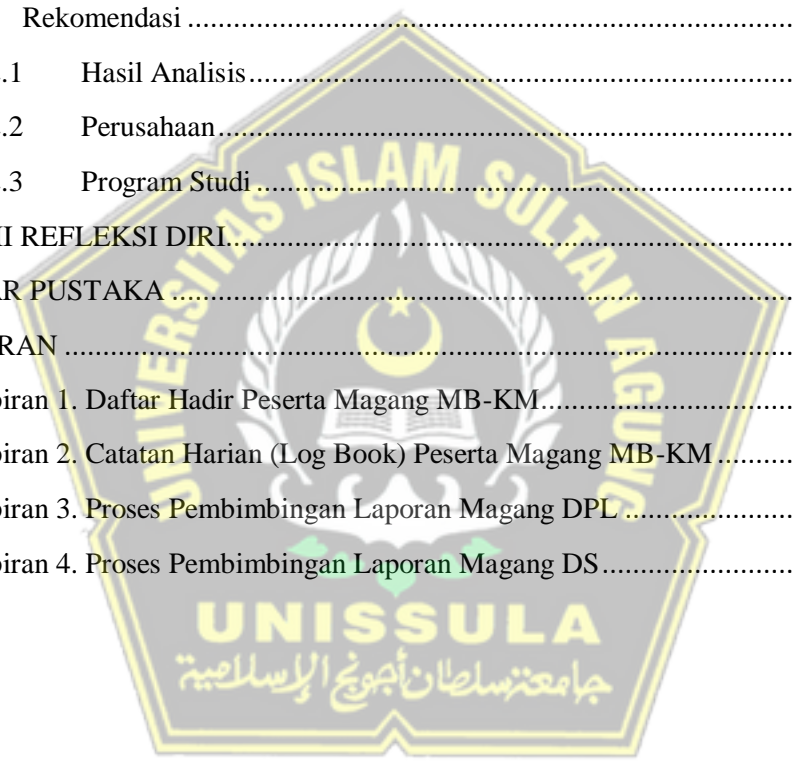 Rekomendasi ........................................................................
.1 Hasil Analisis ........................................................................
.2 Perusahaan ........................................................................
.3 Program Studi ........................................................................
II REFLEKSI DIRI ........................................................................
AR PUSTAKA ........................................................................
RAN ........................................................................
piran 1. Daftar Hadir Peserta Magang MB-KM ................................
piran 2. Catatan Harian (Log Book) Peserta Magang MB-KM ..........
piran 3. Proses Pembimbingan Laporan Magang DPL ......................
piran 4. Proses Pembimbingan Laporan Magang DS ........................
UNIVERSITAS ISLAM SULTAN AGUNG
UNISSULA
جامعة سلطان أجونج الإسلامية